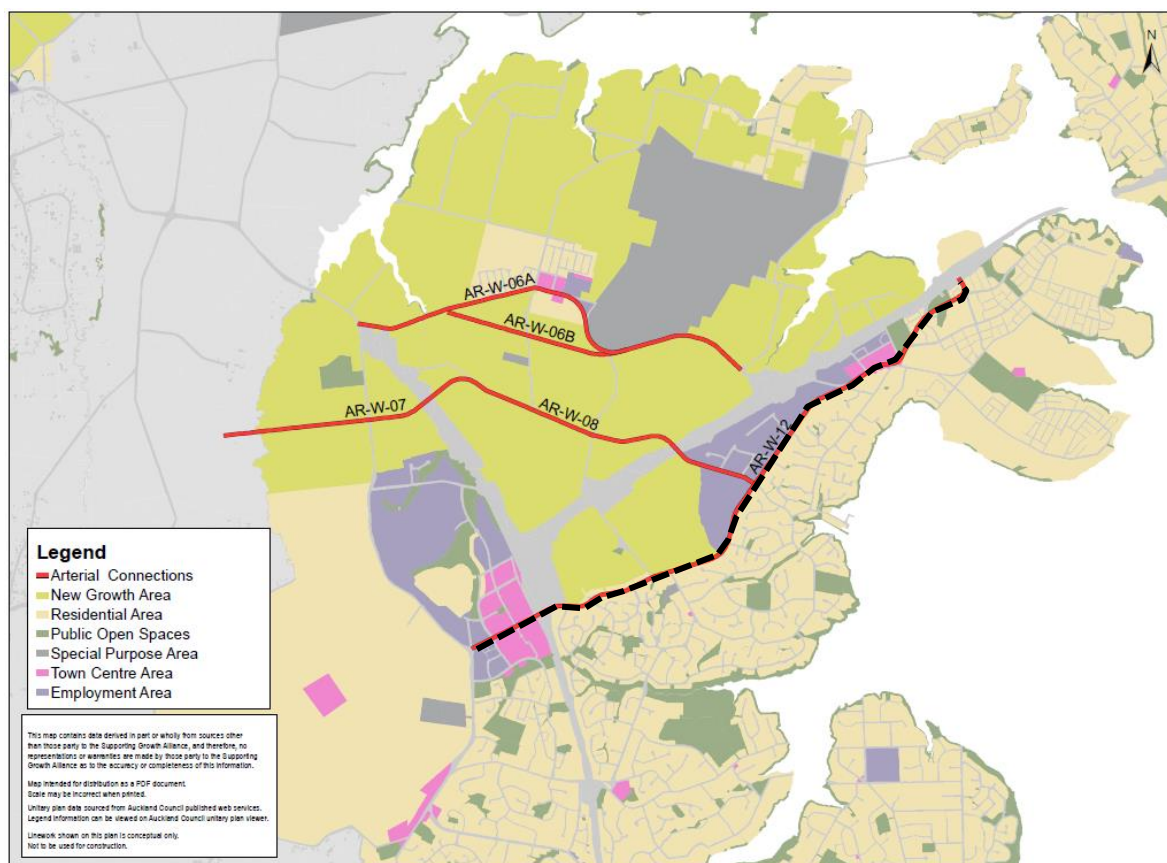 N
AR-W-06A
AR-W-06B
AR-W-07
AR-W-08
AR-W-12
Legend
Arterial Connections
New Growth Area
Residential Area
Public Open Spaces
Special Purpose Area
Town Centre Area
Employment Area
This map contains data derived in part or wholly from sources other
than those party to the Supporting Growth Alliance, and therefore, no
representations or warranties are made by those party to the Supporting
Growth Alliance as to the accuracy or completeness of this information.
Map intended for distribution as a PDF document.
Scale may be incorrect when printed.
Unitary plan data sourced from Auckland Council published web services.
Legend information can be viewed on Auckland Council unitary plan viewer.
Linework shown on this plan is conceptual only.
Not to be used for construction.